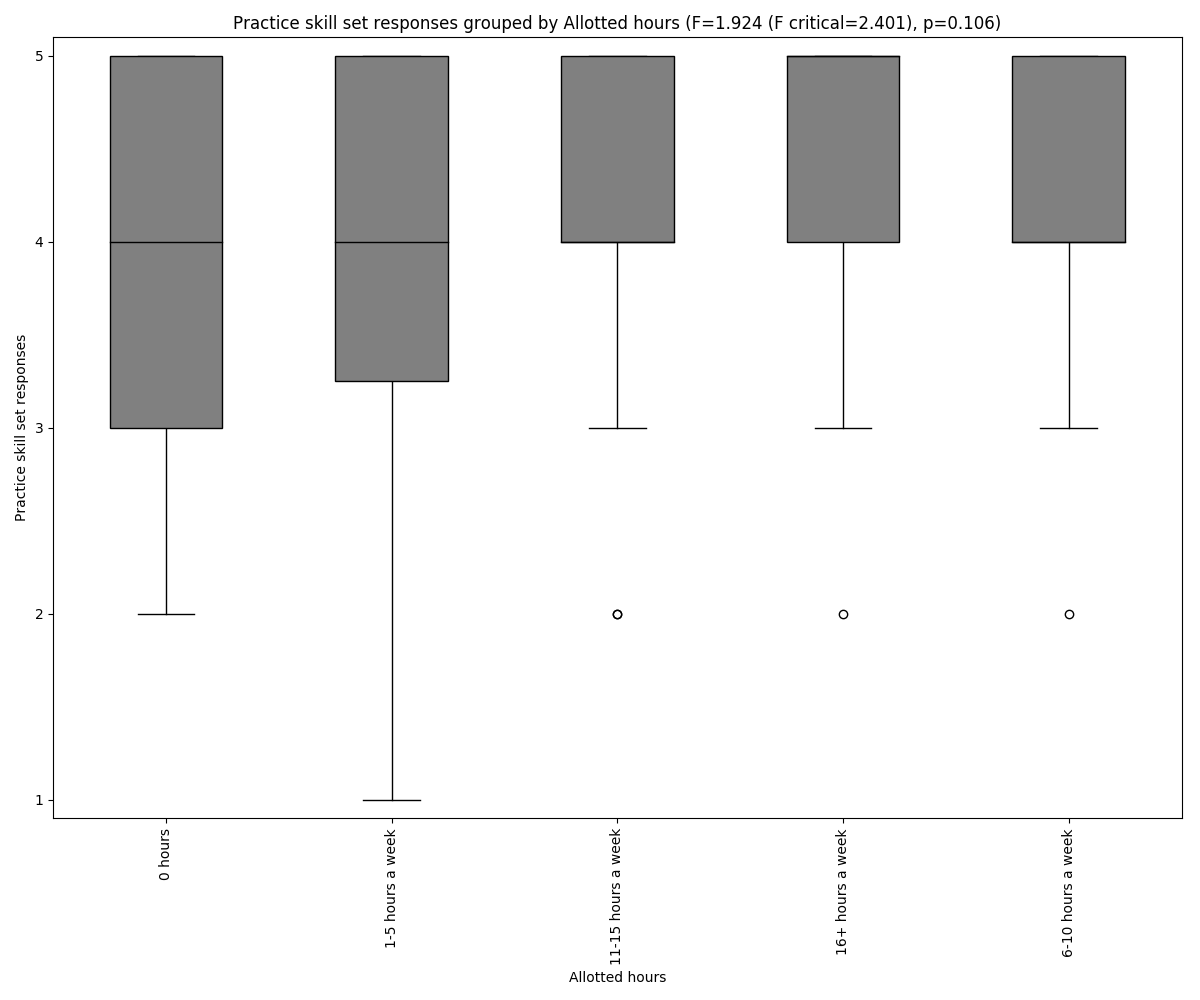 Practice skill set responses grouped by Allotted hours (F=1.924 (F critical=2.401), p=0.106)
Practice skill set responses
5
4
3
2
1
0 hours
1-5 hours a week
11-15 hours a week
16+ hours a week
6-10 hours a week
Allotted hours